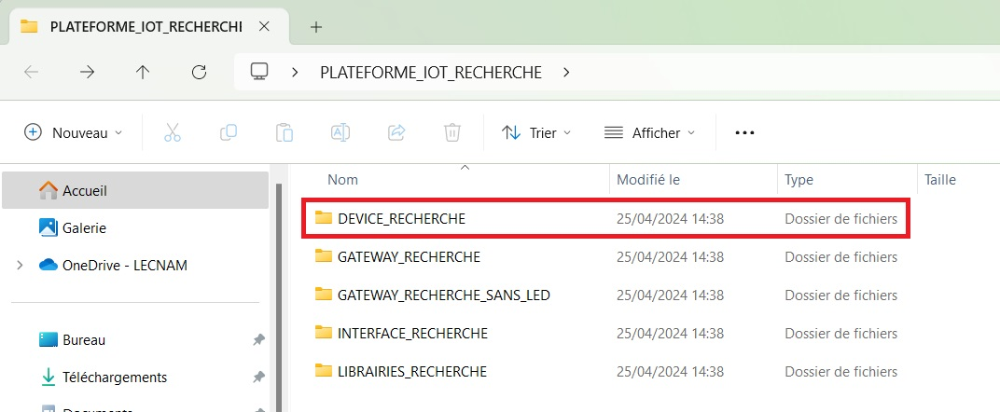 PLATEFORME_IOT_RECHERCHE
PLATEFORME_IOT_RECHERCHE
Nouveau Trier Afficher
Nom Modifié le Type Taille
Accueil
Galerie
OneDrive - LECNAM
Bureau
Téléchargements
Documents
DEVICE_RECHERCHE 25/04/2024 14:38 Dossier de fichiers
GATEWAY_RECHERCHE 25/04/2024 14:38 Dossier de fichiers
GATEWAY_RECHERCHE_SANS_LED 25/04/2024 14:38 Dossier de fichiers
INTERFACE_RECHERCHE 25/04/2024 14:38 Dossier de fichiers
LIBRAIRIES_RECHERCHE 25/04/2024 14:38 Dossier de fichiers